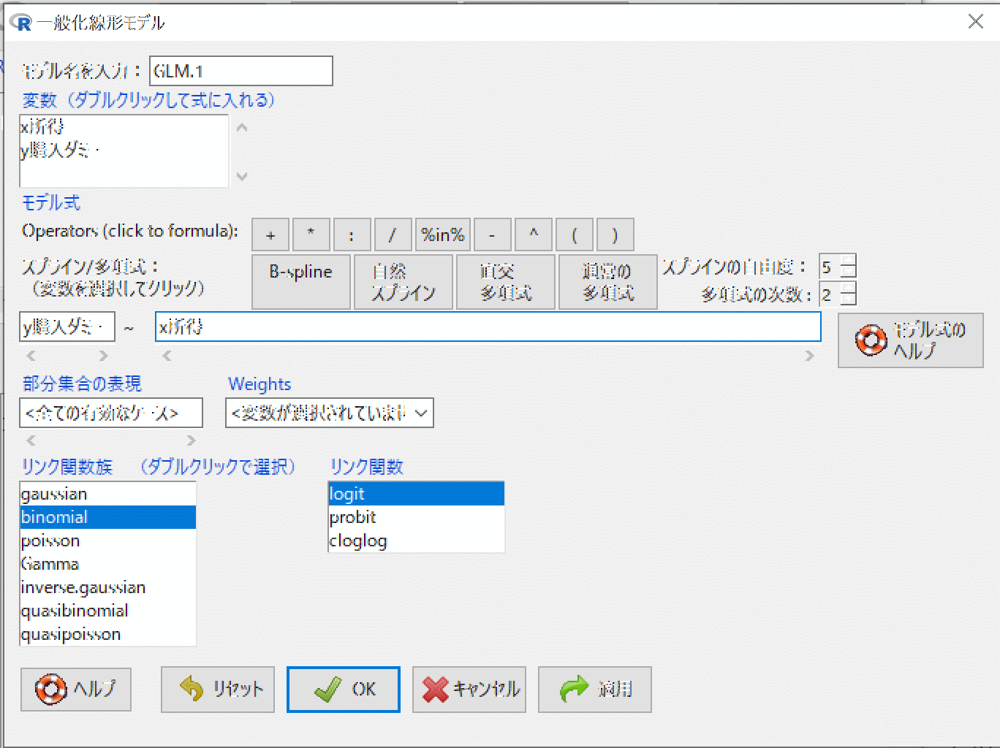 一般化線形モデル
モデル名を入力： GLM.1
変数（ダブルクリックして式に入れる）
x所得
y購入ダミー
モデル式
Operators (click to formula): + * : / %in% - ^ ( )
スプライン/多項式：
（変数を選択してクリック）
B-spline
自然
スプライン
直交
多項式
通常の
多項式
スプラインの自由度： 5
多項式の次数： 2
y購入ダミー ~ x所得
モデル式の
ヘルプ
部分集合の表現 Weights
<全ての有効なケース> <変数が選択されていませ
リンク関数族 （ダブルクリックで選択） リンク関数
gaussian
binomial
poisson
Gamma
inverse.gaussian
quasibinomial
quasipoisson
logit
probit
cloglog
ヘルプ リセット OK キャンセル 適用